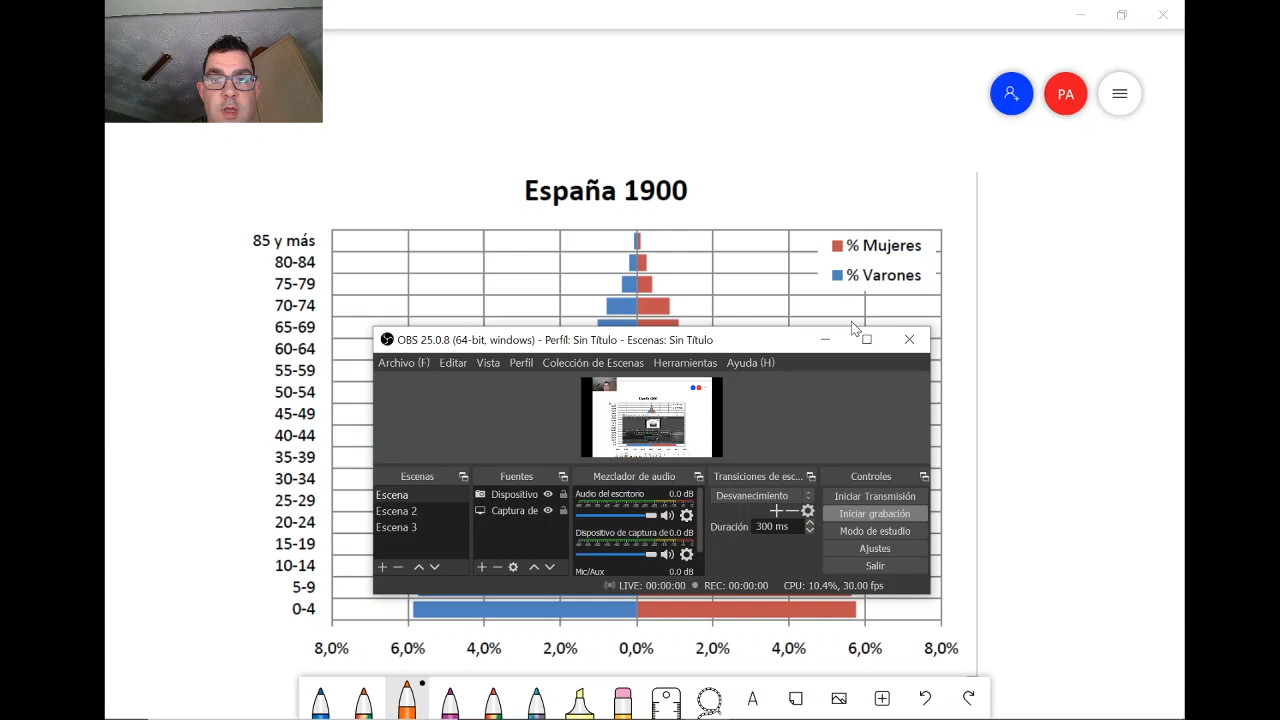 PA
España 1900
85 y más
80-84
75-79
70-74
65-69
60-64
55-59
50-54
45-49
40-44
35-39
30-34
25-29
20-24
15-19
10-14
5-9
0-4
% Mujeres
% Varones
OBS 25.0.8 (64-bit, windows) - Perfil: Sin Título - Escenas: Sin Título
Archivo (F) Editar Vista Perfil Colección de Escenas Herramientas Ayuda (H)
Escenas Fuentes Mezclador de audio Transiciones de esc... Controles
Escena
Escena 2
Escena 3
Dispositivo
Captura de
Audio del escritorio 0.0 dB
Dispositivo de captura de 0.0 dB
Mic/Aux 0.0 dB
Desvanecimiento
Duración 300 ms
Iniciar Transmisión
Iniciar grabación
Modo de estudio
Ajustes
Salir
LIVE: 00:00:00 REC: 00:00:00 CPU: 10.4%, 30.00 fps
8,0% 6,0% 4,0% 2,0% 0,0% 2,0% 4,0% 6,0% 8,0%
A